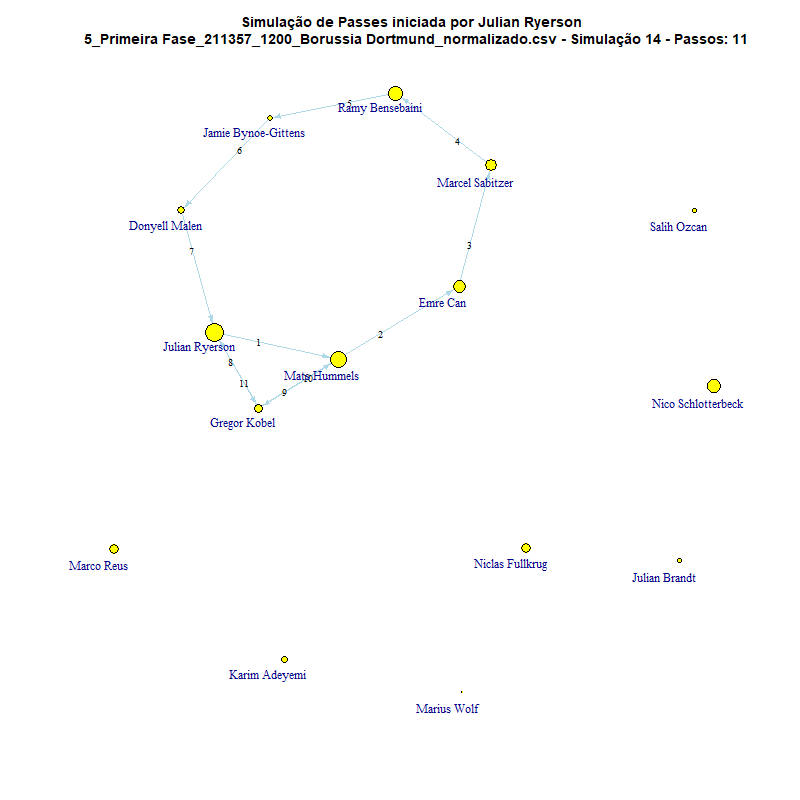 Simulação de Passes iniciada por Julian Ryerson
5_Primeira Fase_211357_1200_Borussia Dortmund_normalizado.csv - Simulação 14 - Passos: 11
5
Ramy Bensebaini
Jamie Bynoe-Gittens
4
6
Marcel Sabitzer
Donyell Malen
Salih Ozcan
3
7
Emre Can
2
1
Julian Ryerson
8
Mats Hummels
10
11
9
Nico Schlotterbeck
Gregor Kobel
Marco Reus
Niclas Fullkrug
Julian Brandt
Karim Adeyemi
Marius Wolf